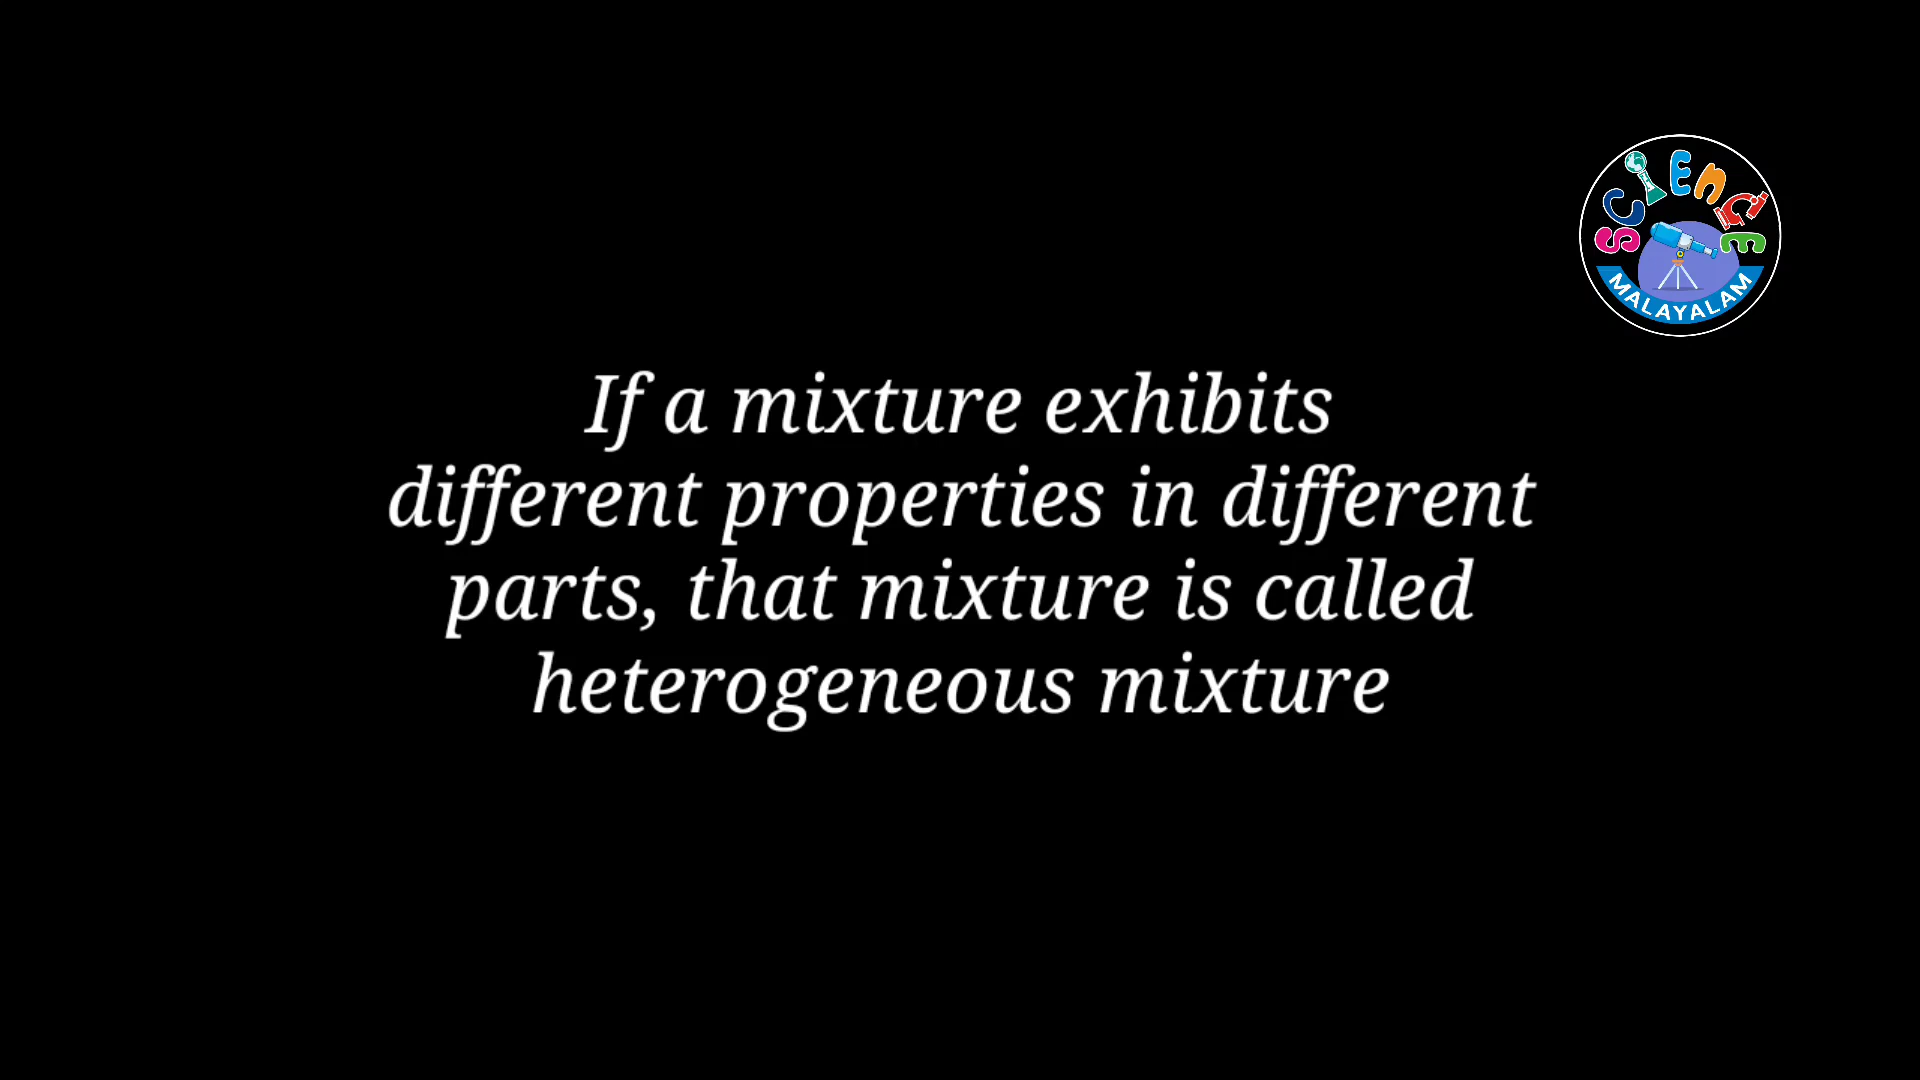 SCIEnCE
MALAYALAM
If a mixture exhibits
different properties in different
parts, that mixture is called
heterogeneous mixture